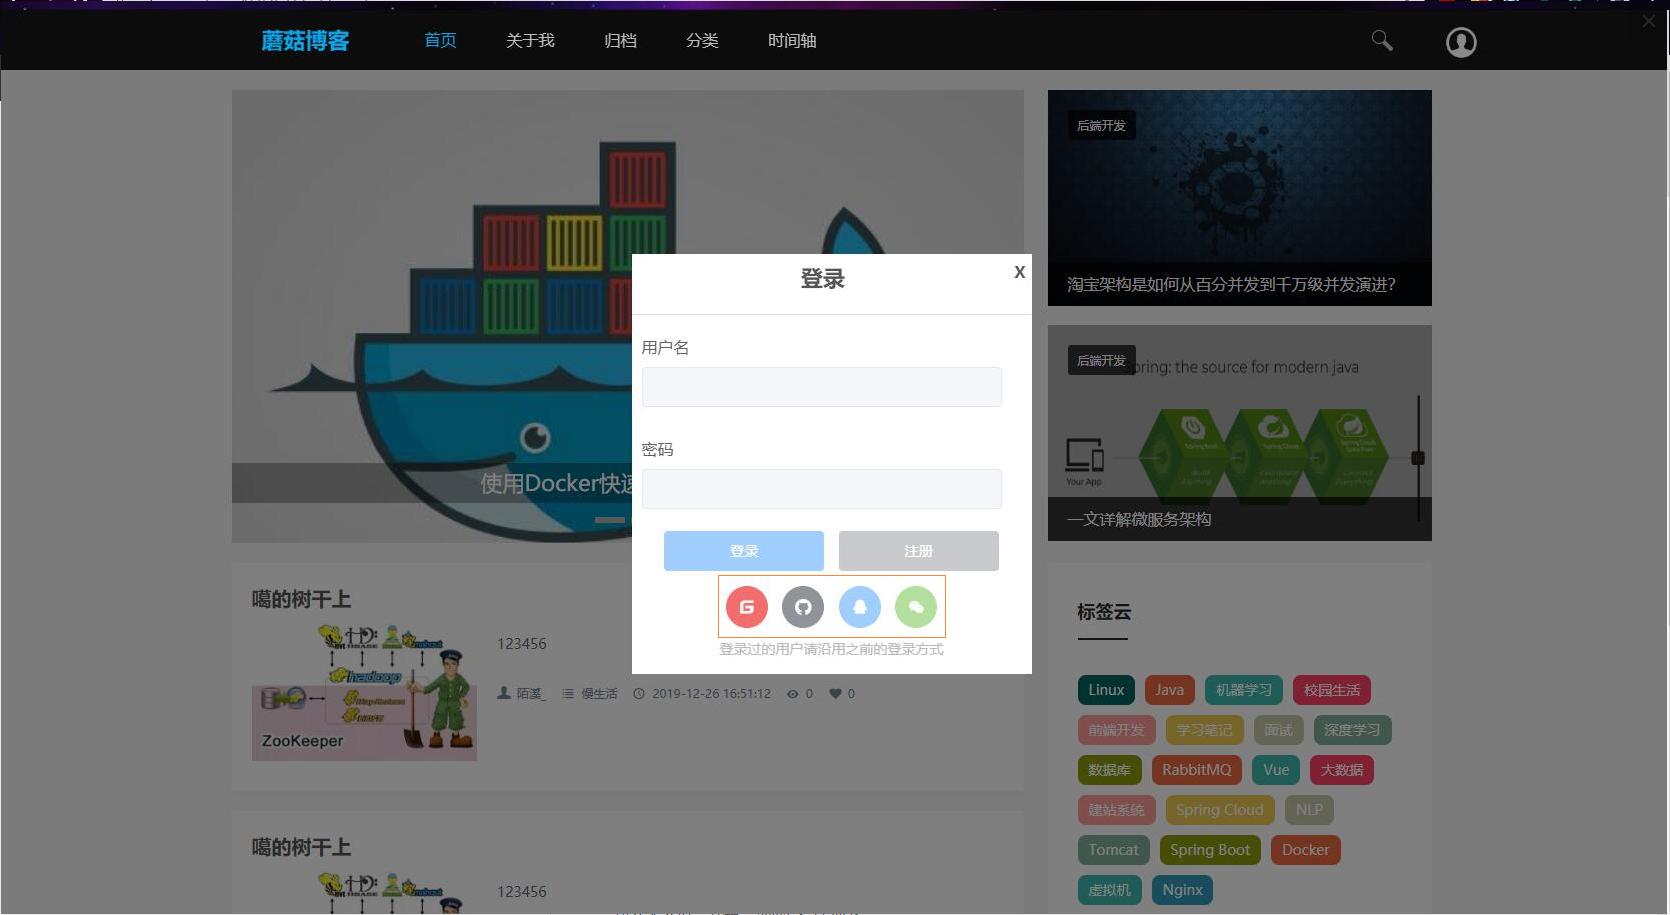 蘑菇博客
首页
关于我
归档
分类
时间轴
后端开发
淘宝架构是如何从百分并发到千万级并发演进?
后端开发
pring: the source for modern java
Your App
一文详解微服务架构
使用Docker快速
登录
X
用户名
密码
登录
注册
登录过的用户请沿用之前的登录方式
噶的树干上
hadoop
ZooKeeper
123456
陌溪_
慢生活
2019-12-26 16:51:12
0
0
噶的树干上
123456
标签云
Linux
Java
机器学习
校园生活
前端开发
学习笔记
面试
深度学习
数据库
RabbitMQ
Vue
大数据
建站系统
Spring Cloud
NLP
Tomcat
Spring Boot
Docker
虚拟机
Nginx